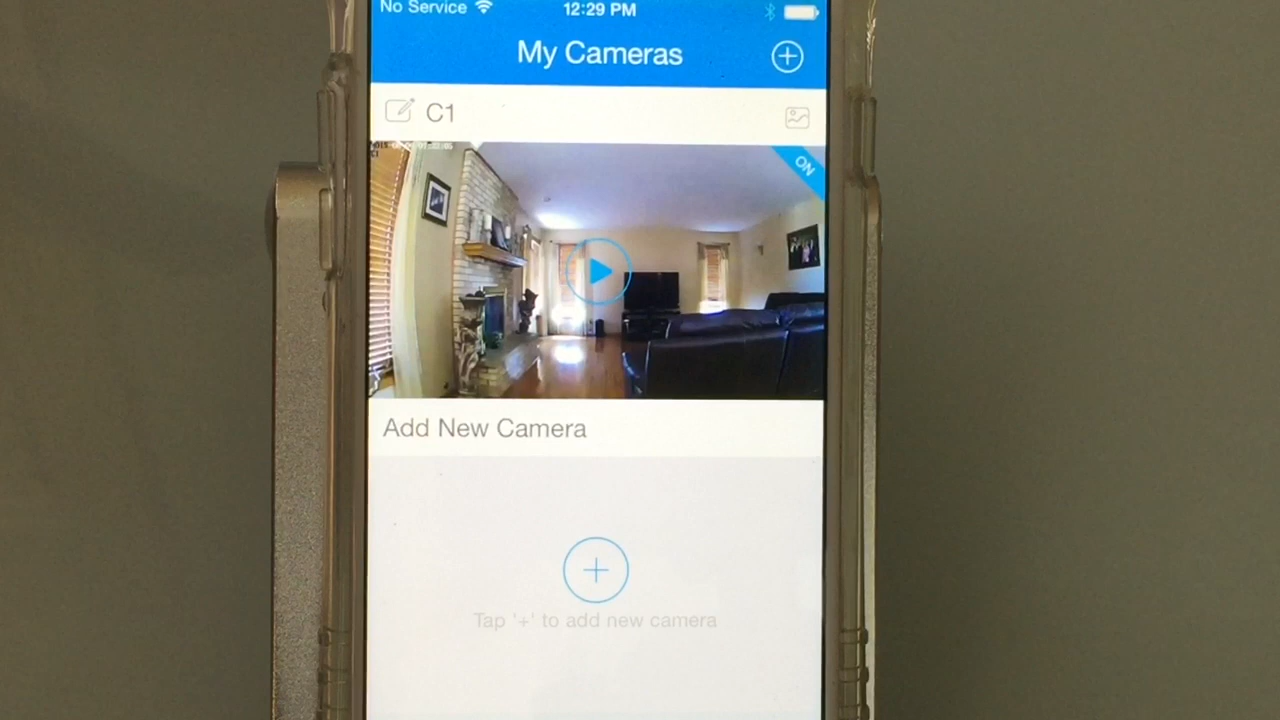 No Service 12:29 PM
My Cameras
C1
ON
Add New Camera
Tap '+' to add new camera